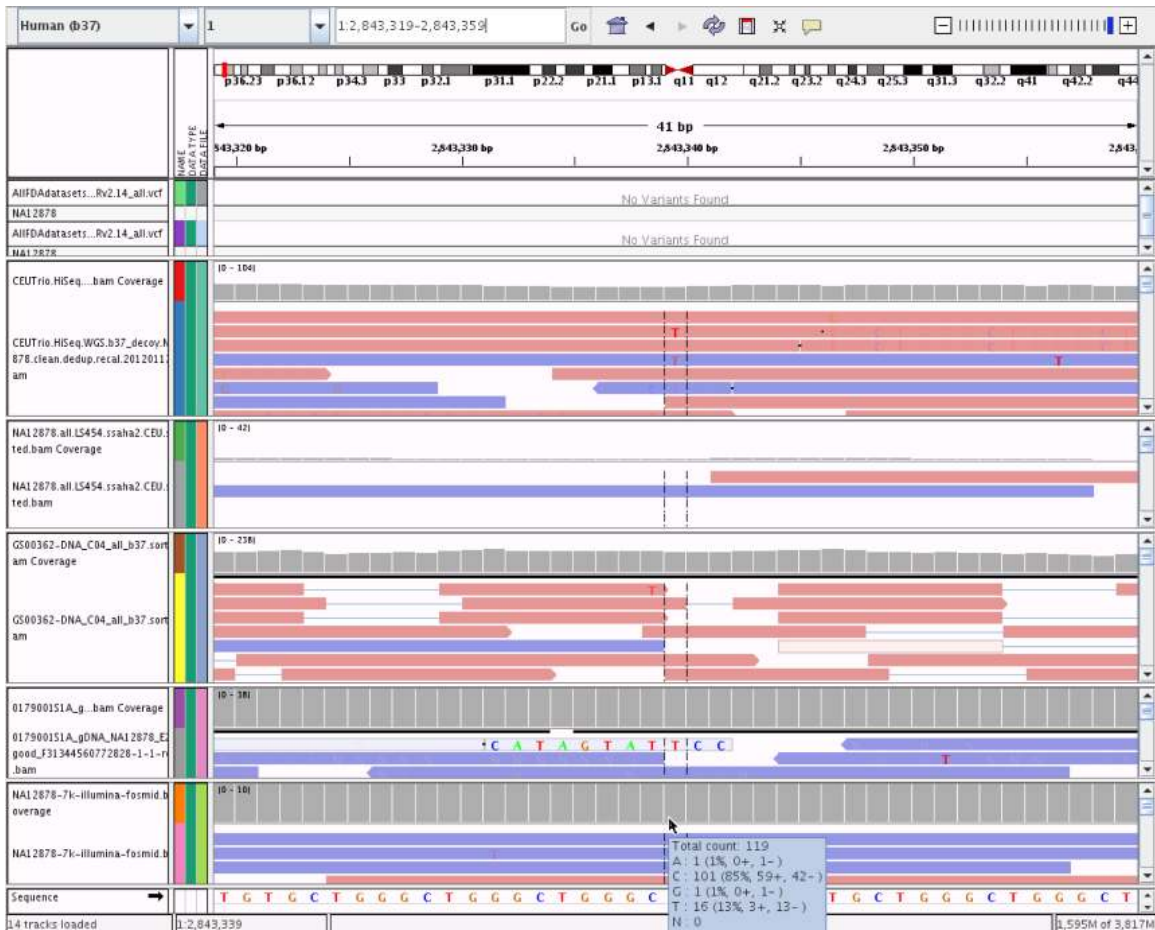 Human (b37) 1 1:2,843,319-2,843,359 Go
p36.23 p36.12 p34.3 p33 p32.1 p31.1 p22.2 p21.1 p13.1 q11 q12 q21.2 q23.2 q24.3 q25.3 q31.3 q32.2 q41 q42.2 q44
41 bp
NAME
DATA TYPE
DATA FILE
843,320 bp 2,843,330 bp 2,843,340 bp 2,843,350 bp 2,843,
AllFDAdatasets...Rv2.14_all.vcf
No Variants Found
NA12878
AllFDAdatasets...Rv2.14_all.vcf
No Variants Found
NA12878
[0 - 104]
CEUTrio.HiSeq....bam Coverage
T
CEUTrio.HiSeq.WGS.b37_decoy.N
878.clean.dedup.recal.2012011
T T
am
[0 - 42]
NA12878.all.LS454.ssaha2.CEU.
ted.bam Coverage
NA12878.all.LS454.ssaha2.CEU.
ted.bam
[0 - 238]
GS00362-DNA_C04_all_b37.sort
am Coverage
T
GS00362-DNA_C04_all_b37.sort
am
[0 - 38]
0179001S1A_g...bam Coverage
0179001S1A_gDNA_NA12878_E
C A T A G T A T T C C
good_F31344560772828-1-1-r
T
.bam
[0 - 10]
NA12878-7k-illumina-fosmid.b
overage
NA12878-7k-illumina-fosmid.b
Total count: 119
A : 1 (1%, 0+, 1- )
C : 101 (85%, 59+, 42- )
G : 1 (1%, 0+, 1- )
T : 16 (13%, 3+, 13- )
N : 0
Sequence T G T G C T G G G C T G G G C T G G G C T G C T G G G C T
14 tracks loaded 1:2,843,339 1,595M of 3,817M